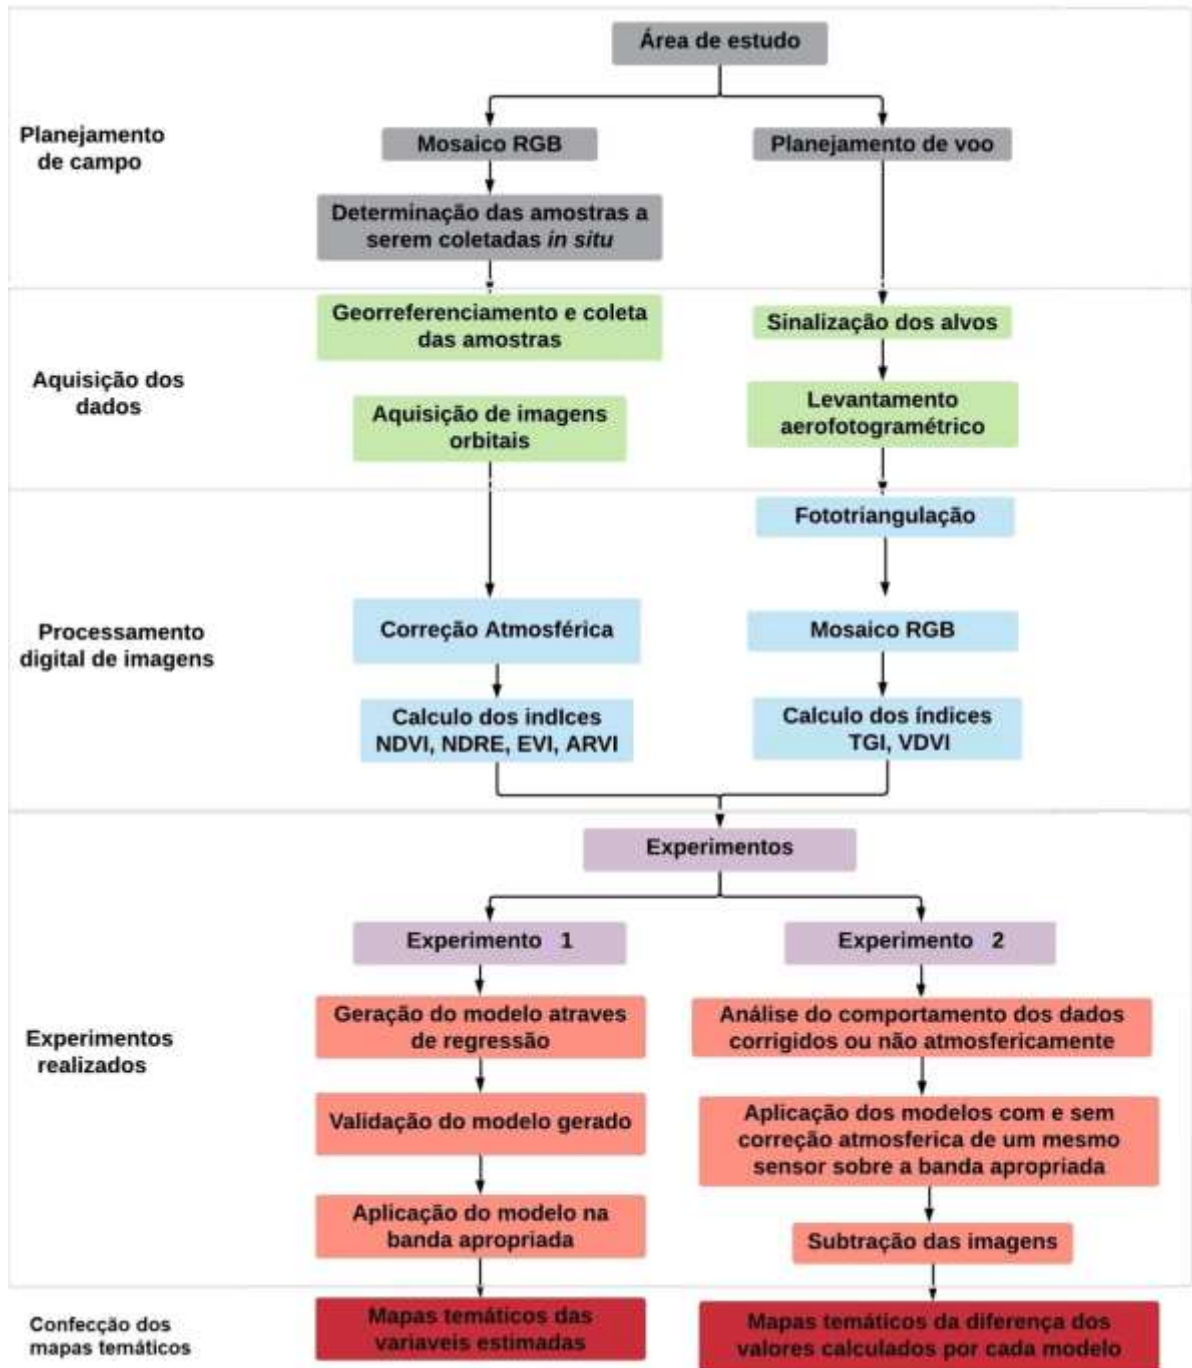 Área de estudo
Planejamento
de campo
Mosaico RGB
Planejamento de voo
Determinação das amostras a
serem coletadas in situ
Aquisição dos
dados
Georreferenciamento e coleta
das amostras
Sinalização dos alvos
Aquisição de imagens
orbitais
Levantamento
aerofotogramétrico
Processamento
digital de imagens
Fototriangulação
Correção Atmosférica
Mosaico RGB
Calculo dos indIces
NDVI, NDRE, EVI, ARVI
Calculo dos índices
TGI, VDVI
Experimentos
realizados
Experimentos
Experimento 1
Experimento 2
Geração do modelo atraves
de regressão
Análise do comportamento dos dados
corrigidos ou não atmosfericamente
Validação do modelo gerado
Aplicação dos modelos com e sem
correção atmosferica de um mesmo
sensor sobre a banda apropriada
Aplicação do modelo na
banda apropriada
Subtração das imagens
Confecção dos
mapas temáticos
Mapas temáticos das
variaveis estimadas
Mapas temáticos da diferença dos
valores calculados por cada modelo